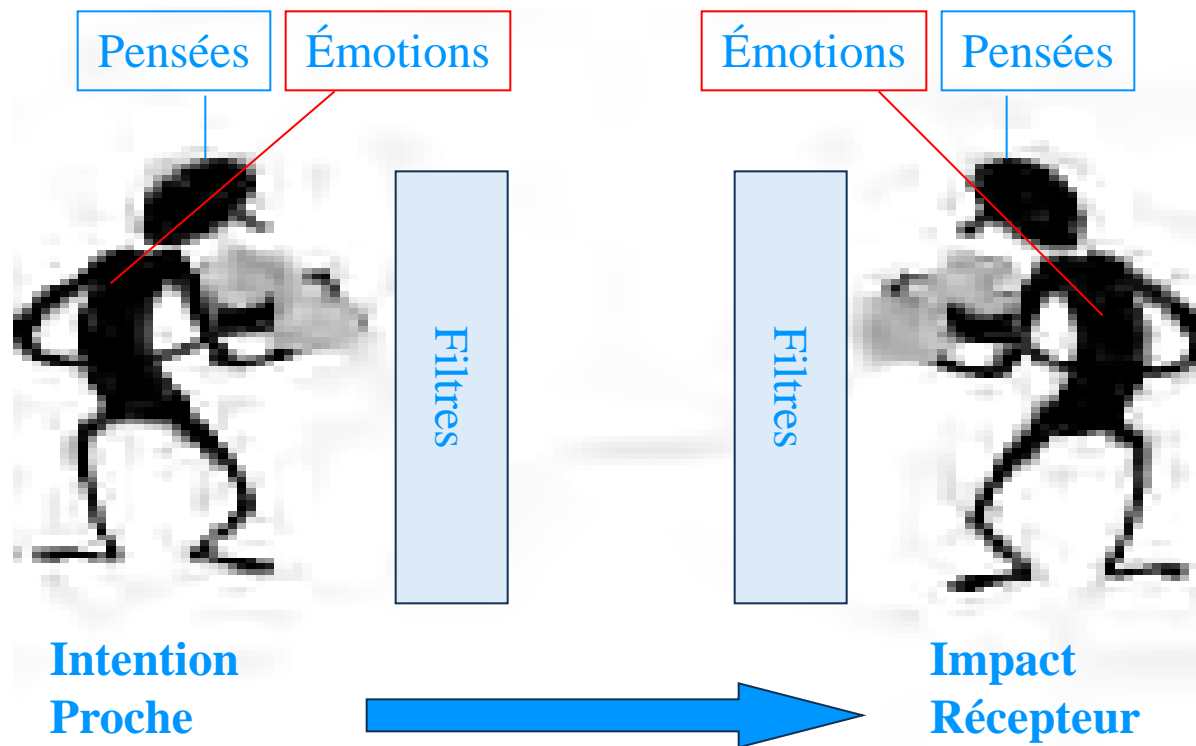 Pensées Émotions Émotions Pensées
Filtres Filtres
Intention
Proche
Impact
Récepteur